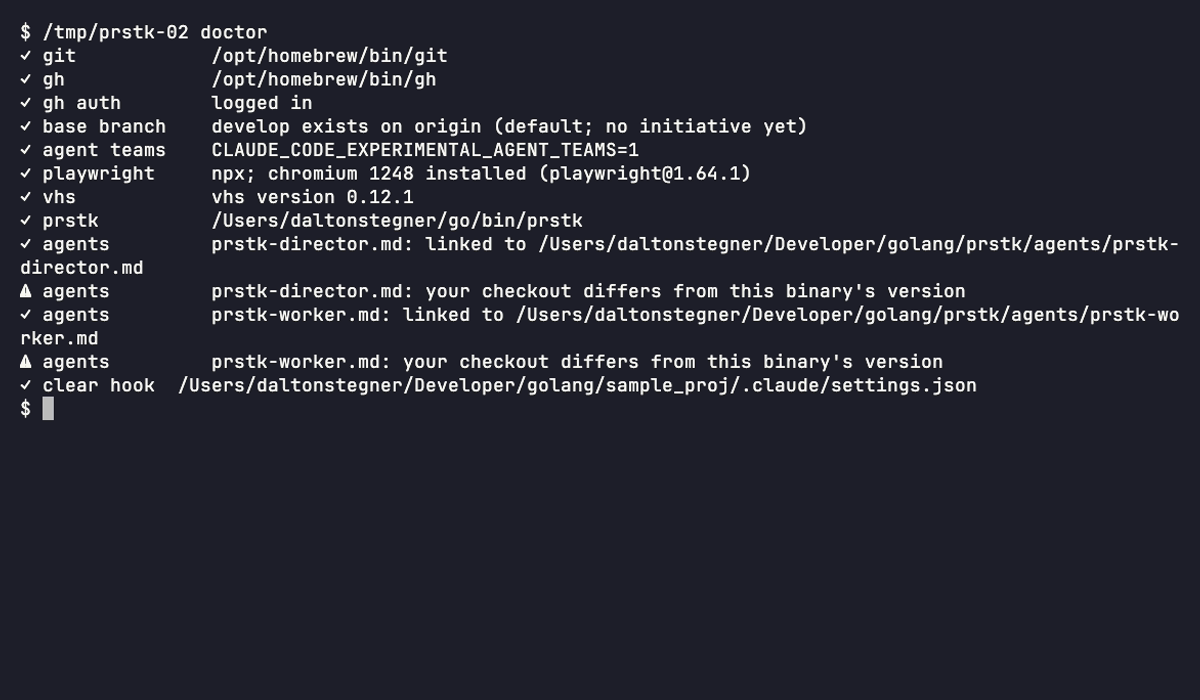 $ /tmp/prstk-02 doctor
✓ git            /opt/homebrew/bin/git
✓ gh             /opt/homebrew/bin/gh
✓ gh auth        logged in
✓ base branch    develop exists on origin (default; no initiative yet)
✓ agent teams    CLAUDE_CODE_EXPERIMENTAL_AGENT_TEAMS=1
✓ playwright     npx; chromium 1248 installed (playwright@1.64.1)
✓ vhs            vhs version 0.12.1
✓ prstk          /Users/daltonstegner/go/bin/prstk
✓ agents         prstk-director.md: linked to /Users/daltonstegner/Developer/golang/prstk/agents/prstk-
director.md
⚠ agents         prstk-director.md: your checkout differs from this binary's version
✓ agents         prstk-worker.md: linked to /Users/daltonstegner/Developer/golang/prstk/agents/prstk-wo
rker.md
⚠ agents         prstk-worker.md: your checkout differs from this binary's version
✓ clear hook  /Users/daltonstegner/Developer/golang/sample_proj/.claude/settings.json
$